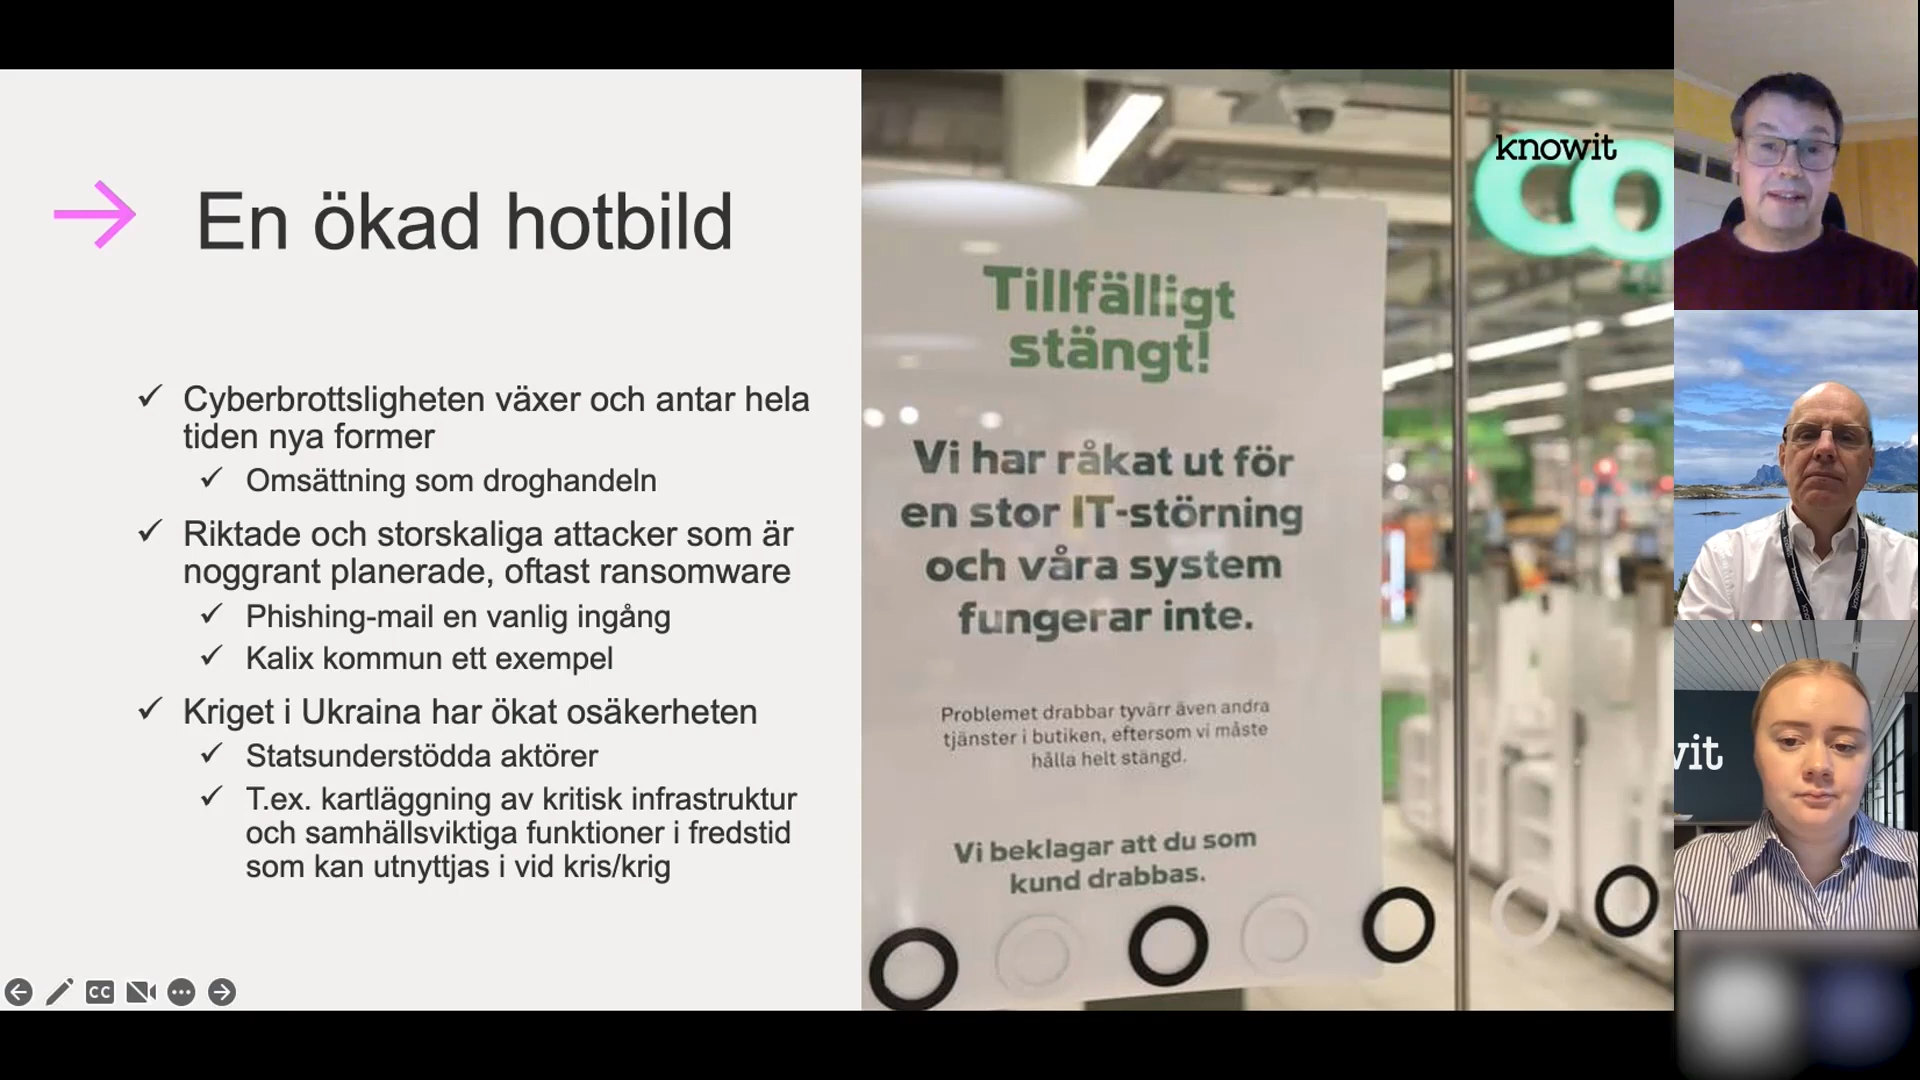 En ökad hotbild
Cyberbrottsligheten växer och antar hela
tiden nya former
Omsättning som droghandeln
Riktade och storskaliga attacker som är
noggrant planerade, oftast ransomware
Phishing-mail en vanlig ingång
Kalix kommun ett exempel
Kriget i Ukraina har ökat osäkerheten
Statsunderstödda aktörer
T.ex. kartläggning av kritisk infrastruktur
och samhällsviktiga funktioner i fredstid
som kan utnyttjas i vid kris/krig
CC
knowit
co
Tillfälligt
stängt!
Vi har råkat ut för
en stor IT-störning
och våra system
fungerar inte.
Problemet drabbar tyvärr även andra
tjänster i butiken, eftersom vi måste
hålla helt stängd.
Vi beklagar att du som
kund drabbas.
knowit
wit